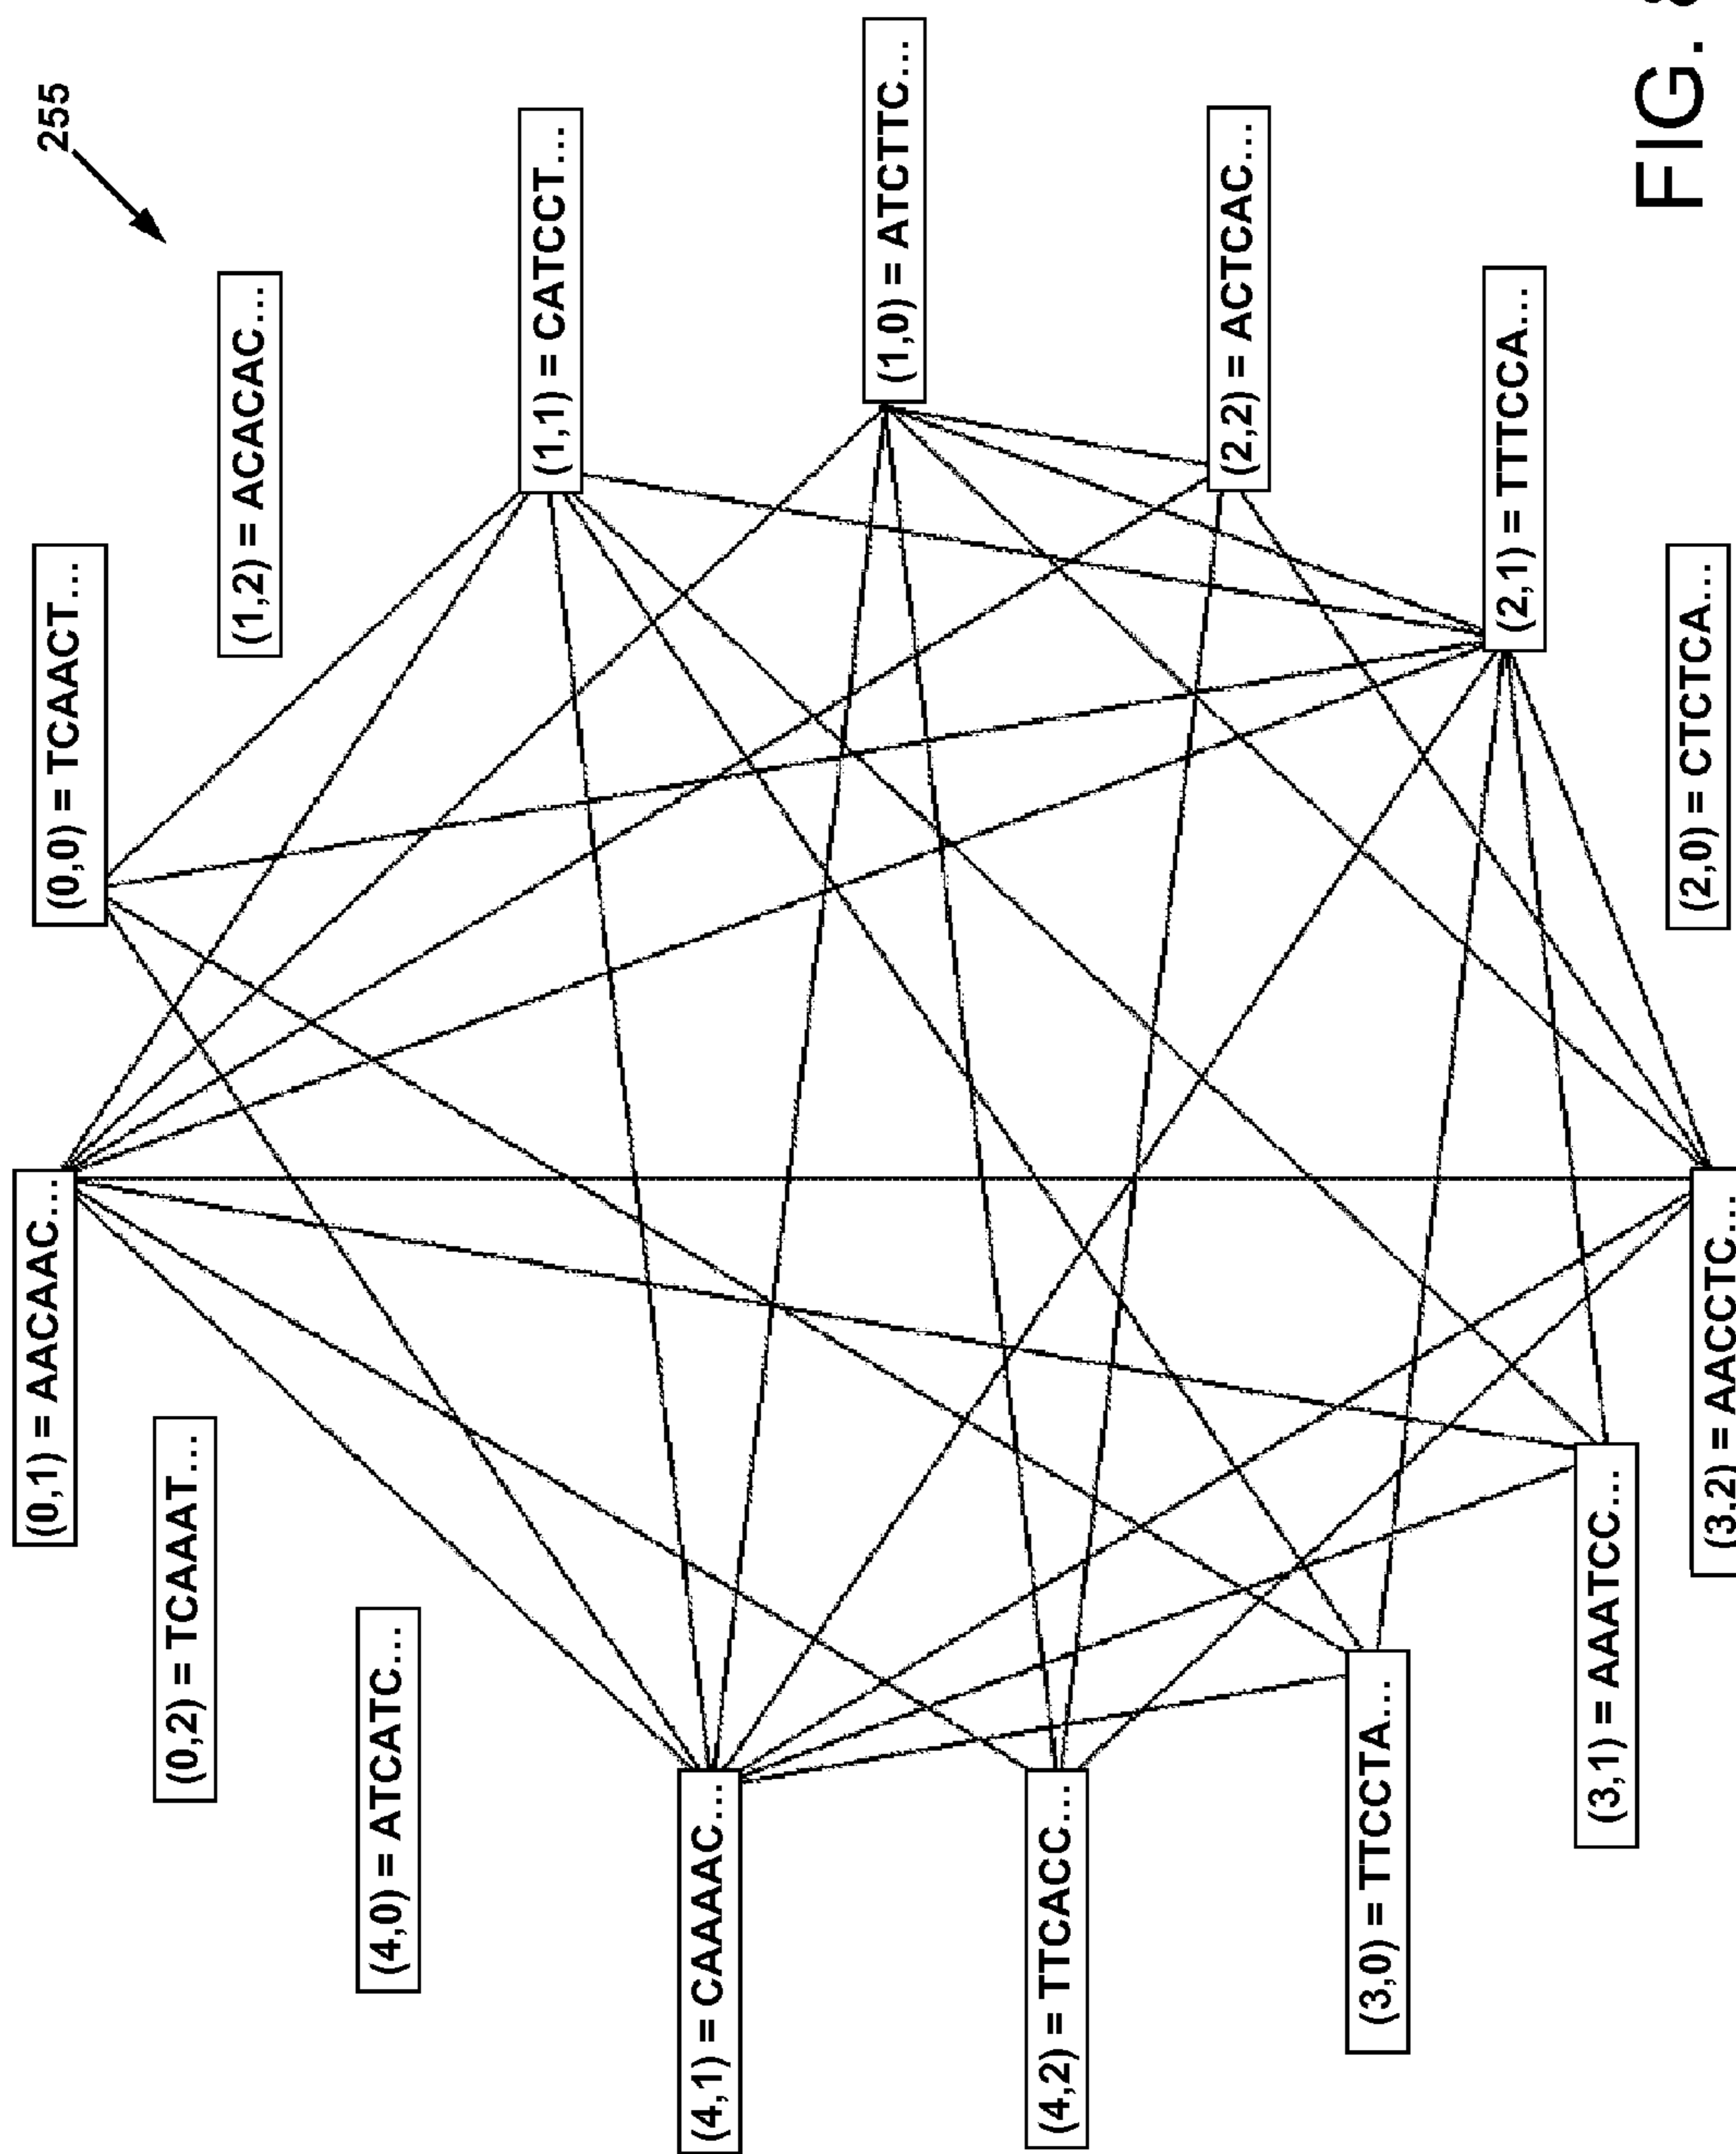 255
(0,1) = AACAAC...
(0,0) = TCAACT...
(0,2) = TCAAAT...
(1,2) = ACACAC...
(4,0) = ATCATC...
(1,1) = CATCCT...
(4,1) = CAAAAC...
(1,0) = ATCTTC...
(4,2) = TTCACC...
(2,2) = ACTCAC...
(3,0) = TTCCTA...
(2,1) = TTTCCA...
(3,1) = AAATCC...
(2,0) = CTCTCA...
(3,2) = AACCTC...
FIG.